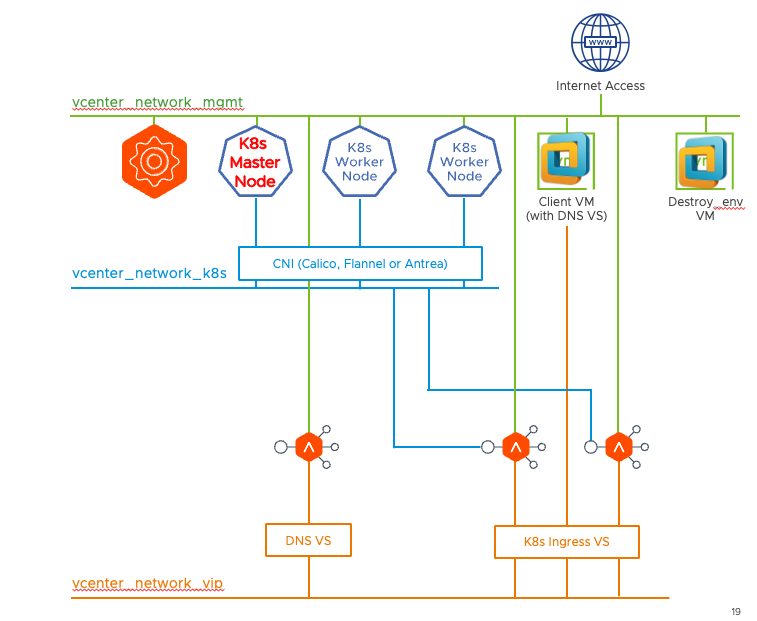 www
Internet Access
vcenter_network_mgmt
K8s
Master
Node
K8s
Worker
Node
K8s
Worker
Node
Client VM
(with DNS VS)
Destroy_env
VM
CNI (Calico, Flannel or Antrea)
vcenter_network_k8s
DNS VS
K8s Ingress VS
vcenter_network_vip
19